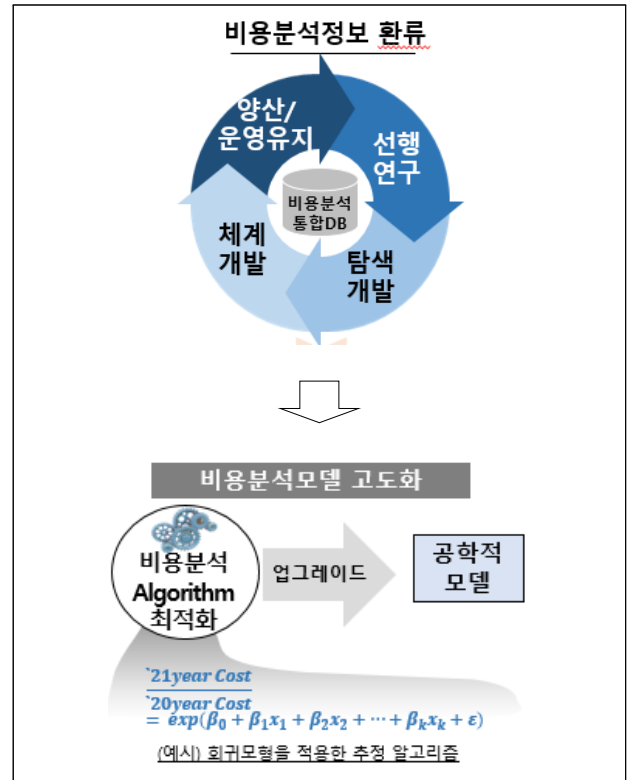 비용분석정보 환류
양산/
운영유지
선행
연구
비용분석
통합DB
체계
개발
탐색
개발
비용분석모델 고도화
비용분석
Algorithm
최적화
업그레이드
공학적
모델
`21year Cost
`20year Cost
= exp(β₀ + β₁x₁ + β₂x₂ + ⋯ + βₖxₖ + ε)
(예시) 회귀모형을 적용한 추정 알고리즘